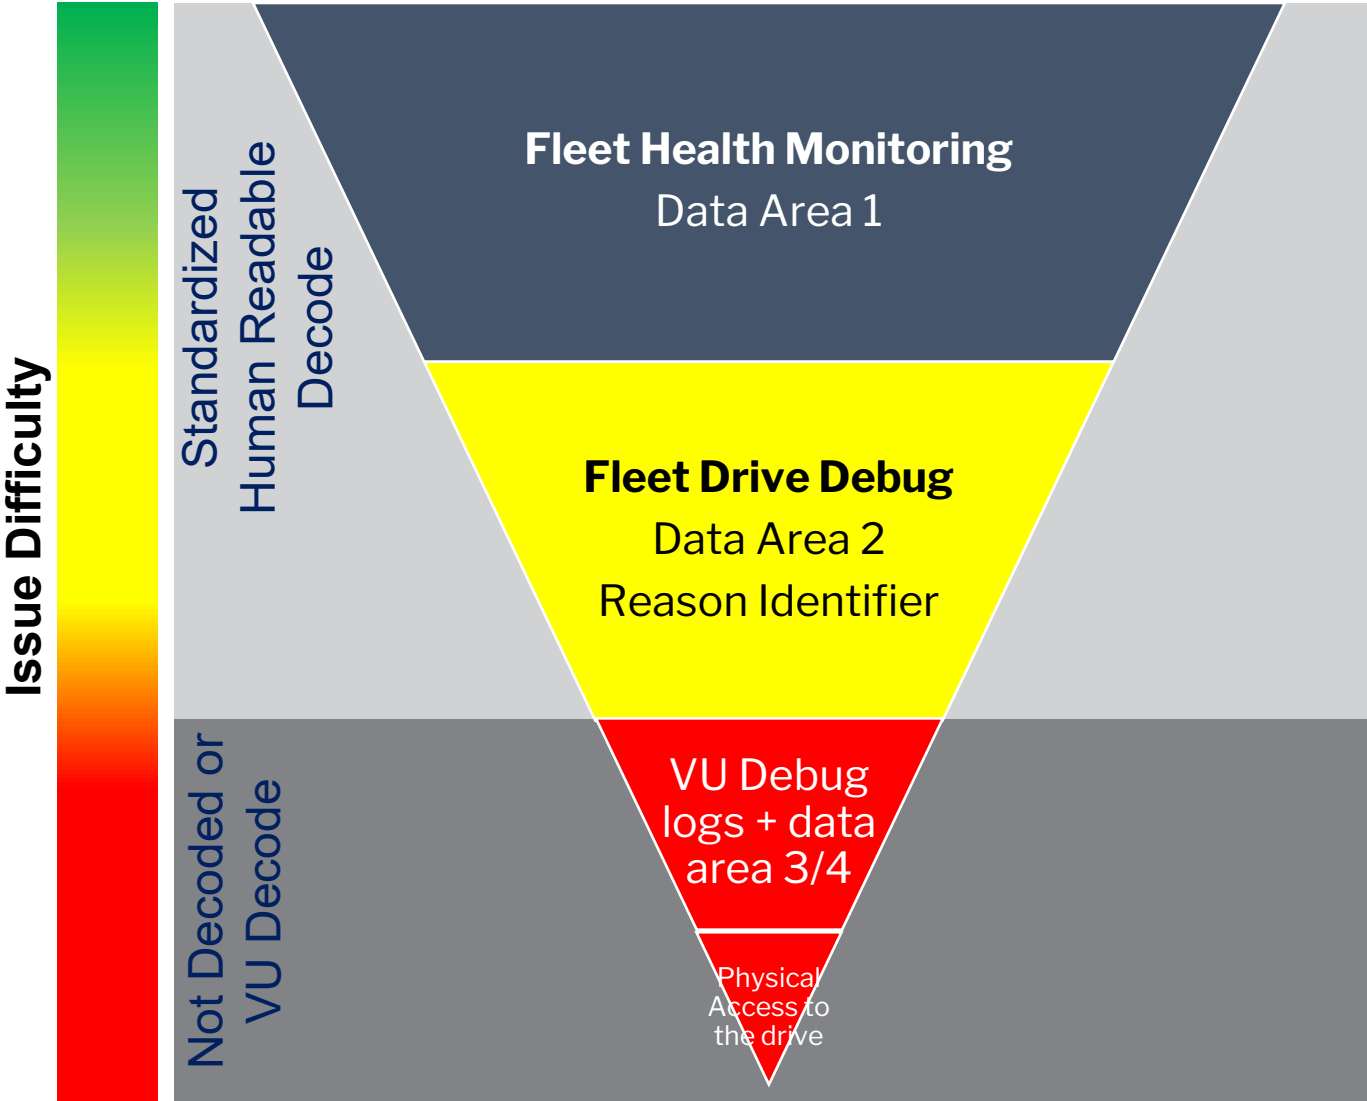 Issue Difficulty
Standardized
Human Readable
Decode
Not Decoded or
VU Decode
Fleet Health Monitoring
Data Area 1
Fleet Drive Debug
Data Area 2
Reason Identifier
VU Debug
logs + data
area 3/4
Physical
Access to
the drive